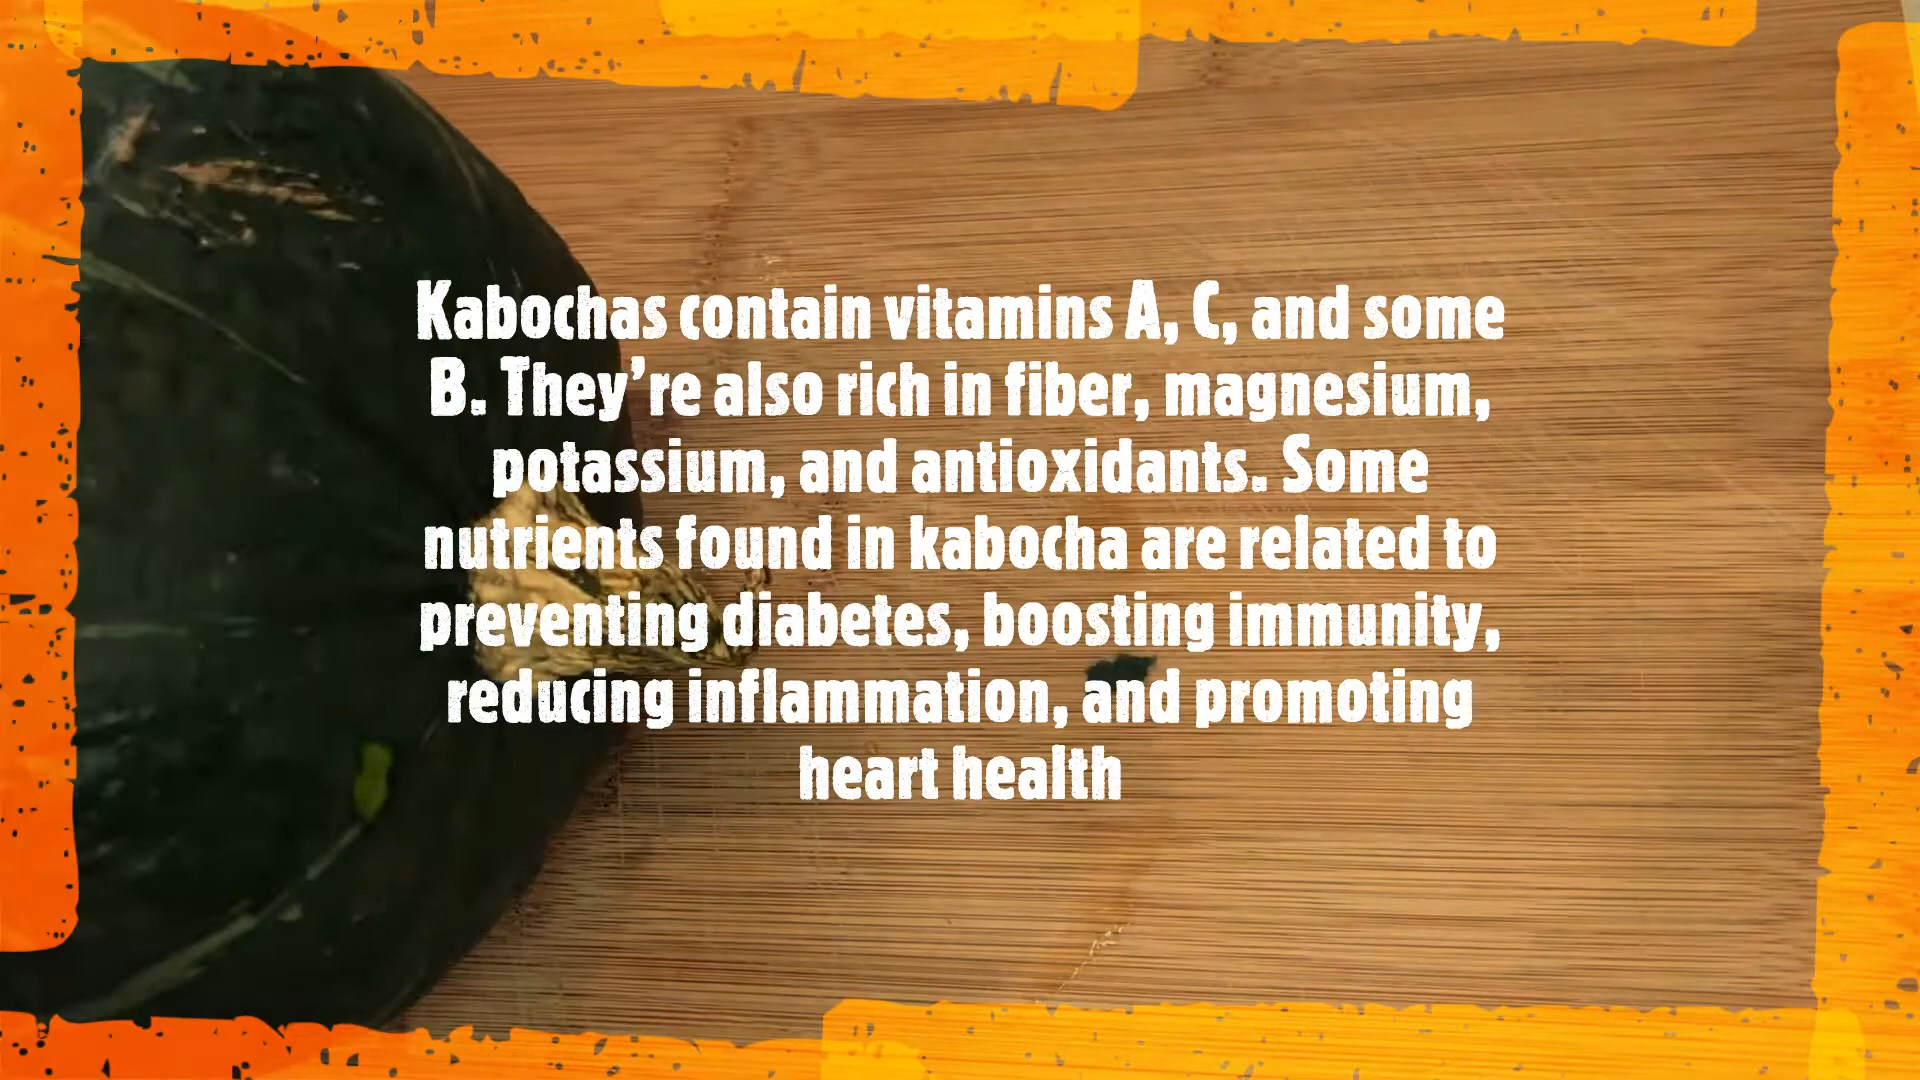 Kabochas contain vitamins A, C, and some
B. They’re also rich in fiber, magnesium,
potassium, and antioxidants. Some
nutrients found in kabocha are related to
preventing diabetes, boosting immunity,
reducing inflammation, and promoting
heart health